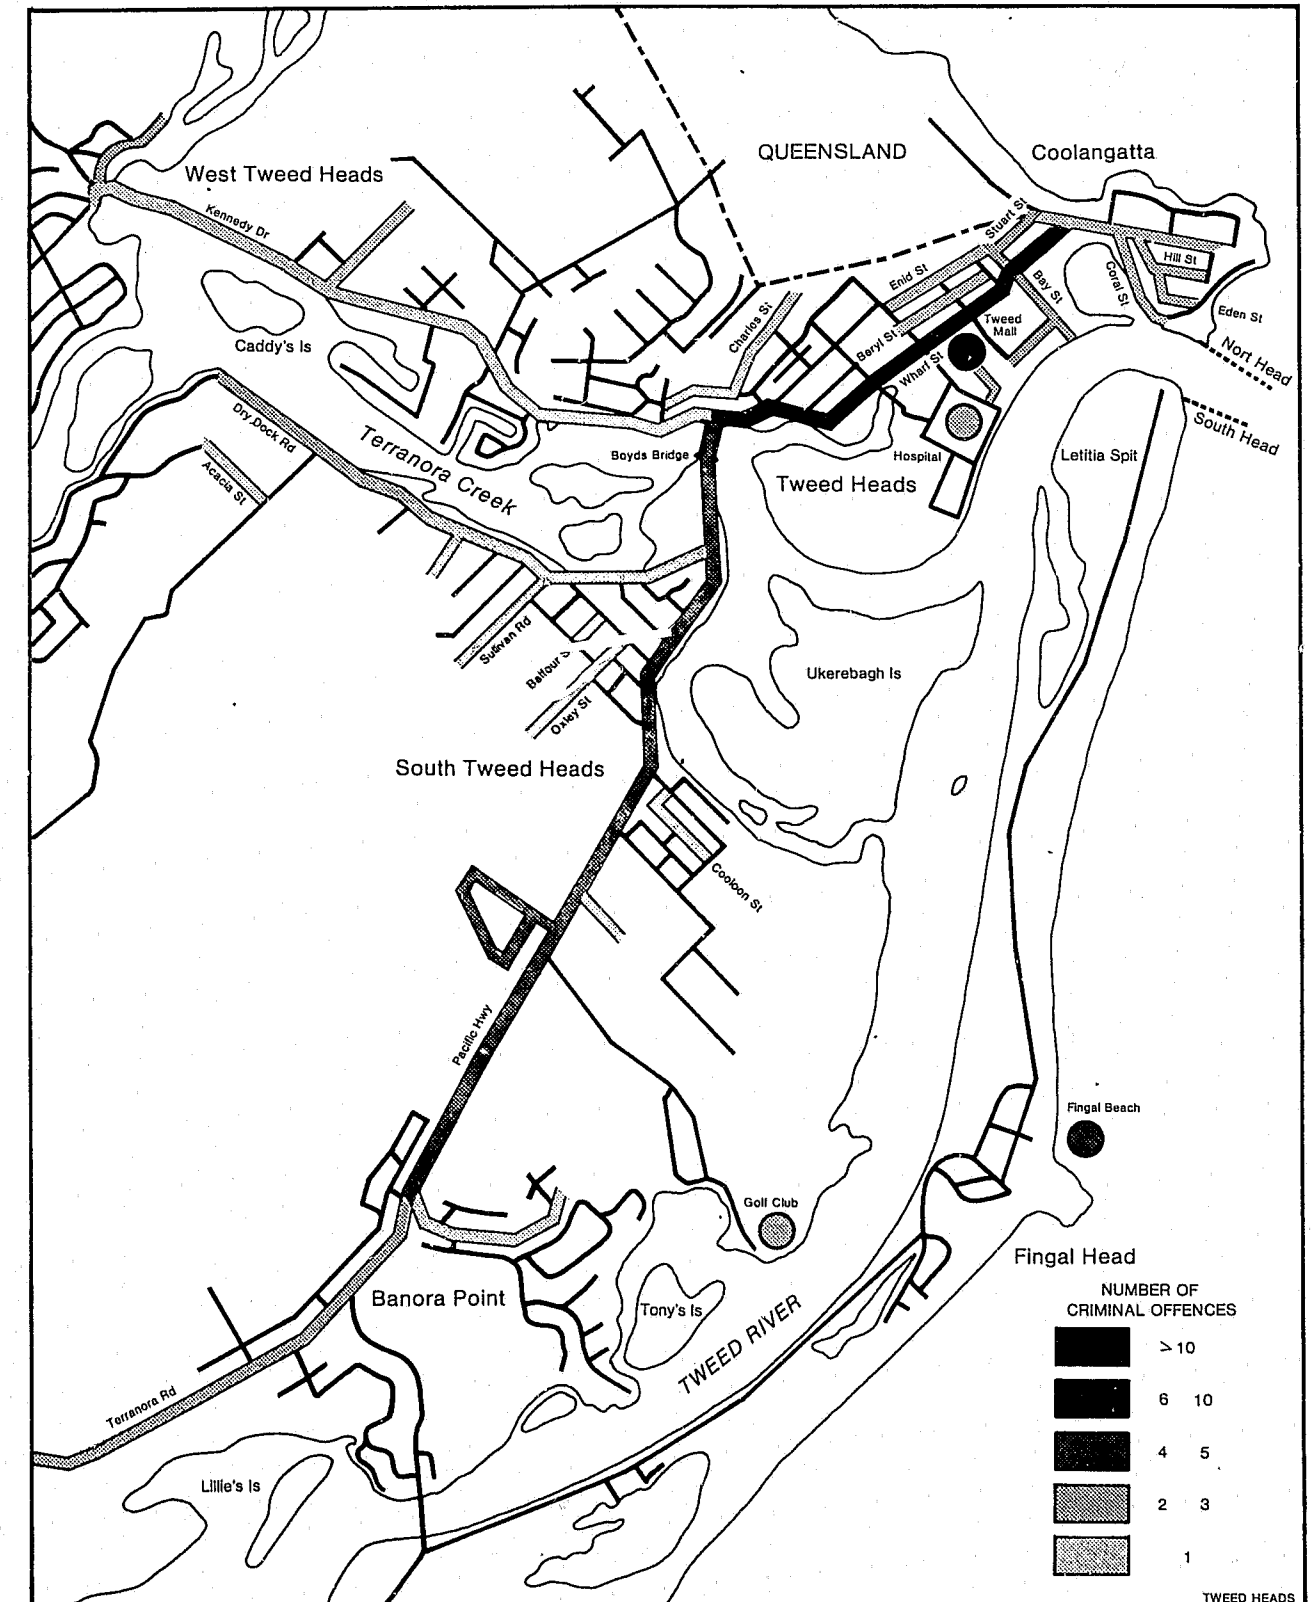 QUEENSLAND
Coolangatta
West Tweed Heads
Kennedy Dr
Stuart St
Hill St
Enid St
Bay St
Coral St
Eden St
Tweed
Mall
Charles St
Beryl St
Wharf St
Nort Head
South Head
Caddy's Is
Dry Dock Rd
Terranora Creek
Acacia St
Boyds Bridge
Hospital
Letitia Spit
Tweed Heads
Sullivan Rd
Balfour S
Oxley St
Ukerebagh Is
South Tweed Heads
Cooloon St
Pacific Hwy
Fingal Beach
Golf Club
Fingal Head
Banora Point
Tony's Is
TWEED RIVER
Terranora Rd
Lillie's Is
NUMBER OF
CRIMINAL OFFENCES
> 10
6 10
4 5
2 3
1
TWEED HEADS